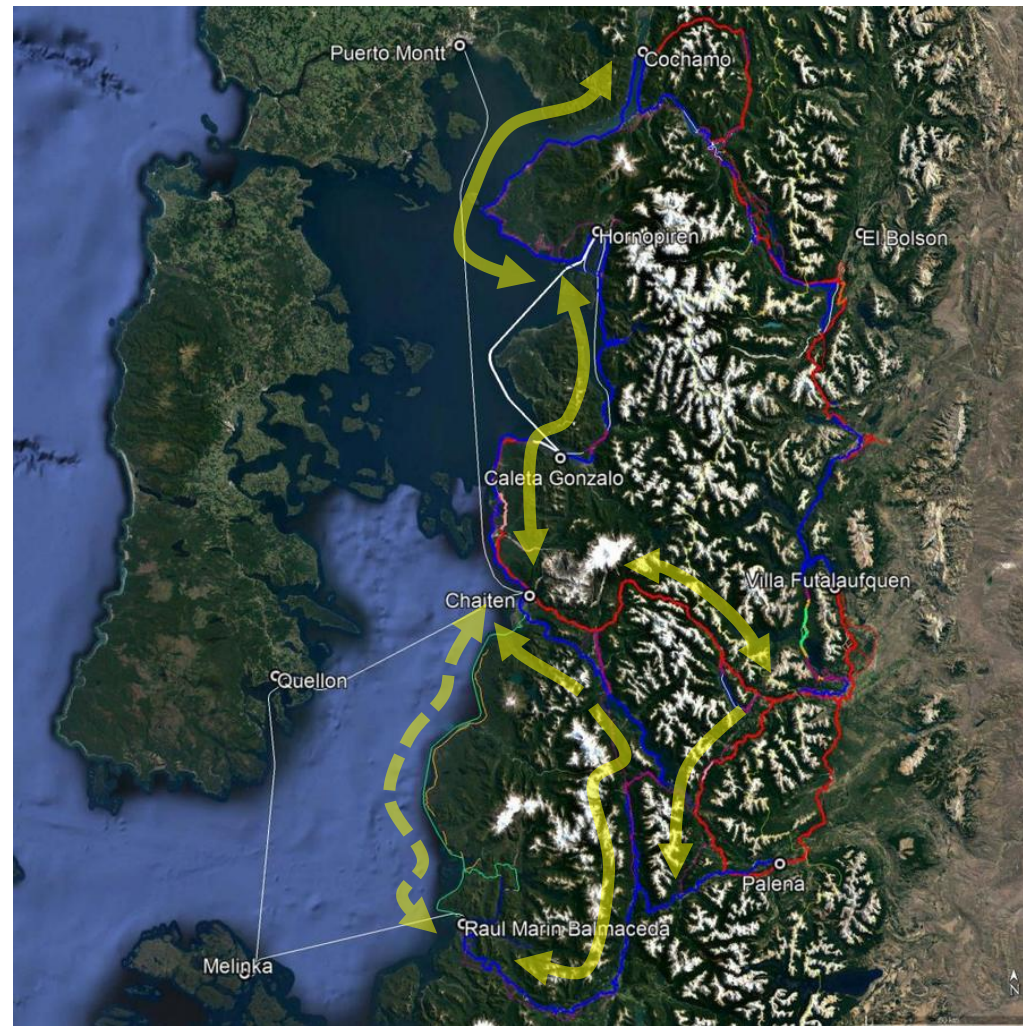 Puerto Montt
Cochamo
Hornopiren
El Bolson
Caleta Gonzalo
Villa Futalaufquen
Chaiten
Quellon
Palena
Raul Marin Balmaceda
Melinka
N